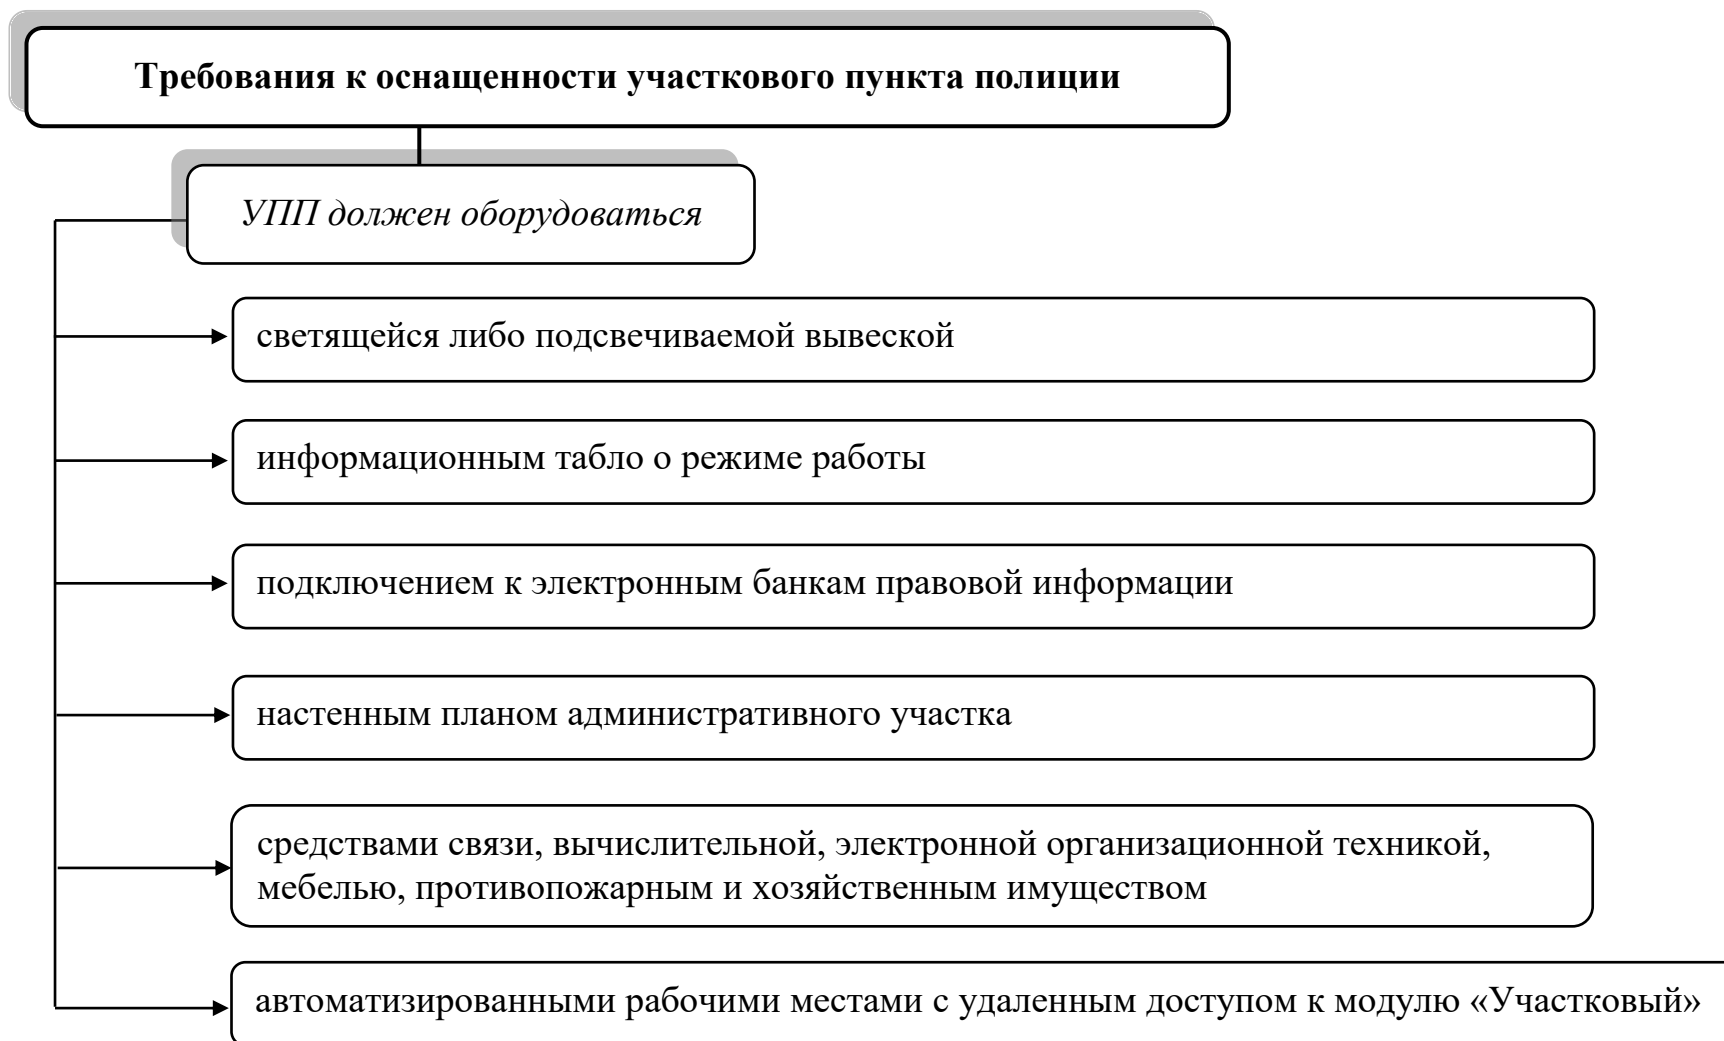 Требования к оснащенности участкового пункта полиции
УПП должен оборудоваться
светящейся либо подсвечиваемой вывеской
информационным табло о режиме работы
подключением к электронным банкам правовой информации
настенным планом административного участка
средствами связи, вычислительной, электронной организационной техникой,
мебелью, противопожарным и хозяйственным имуществом
автоматизированными рабочими местами с удаленным доступом к модулю «Участковый»